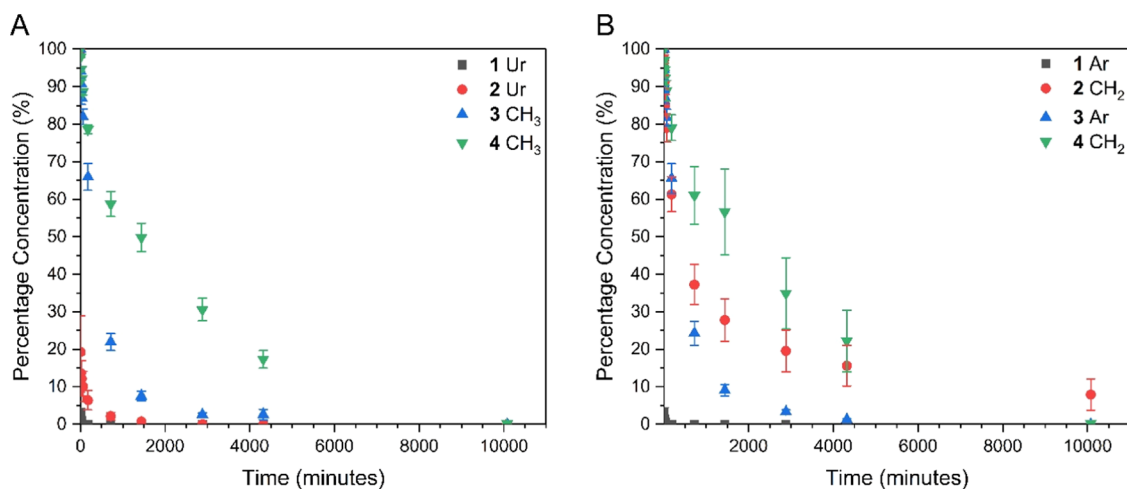 A
Percentage Concentration (%)
100
90
80
70
60
50
40
30
20
10
0
1 Ur
2 Ur
3 CH₃
4 CH₃
2000 4000 6000 8000 10000
Time (minutes)
B
Percentage Concentration (%)
100
90
80
70
60
50
40
30
20
10
0
1 Ar
2 CH₂
3 Ar
4 CH₂
2000 4000 6000 8000 10000
Time (minutes)